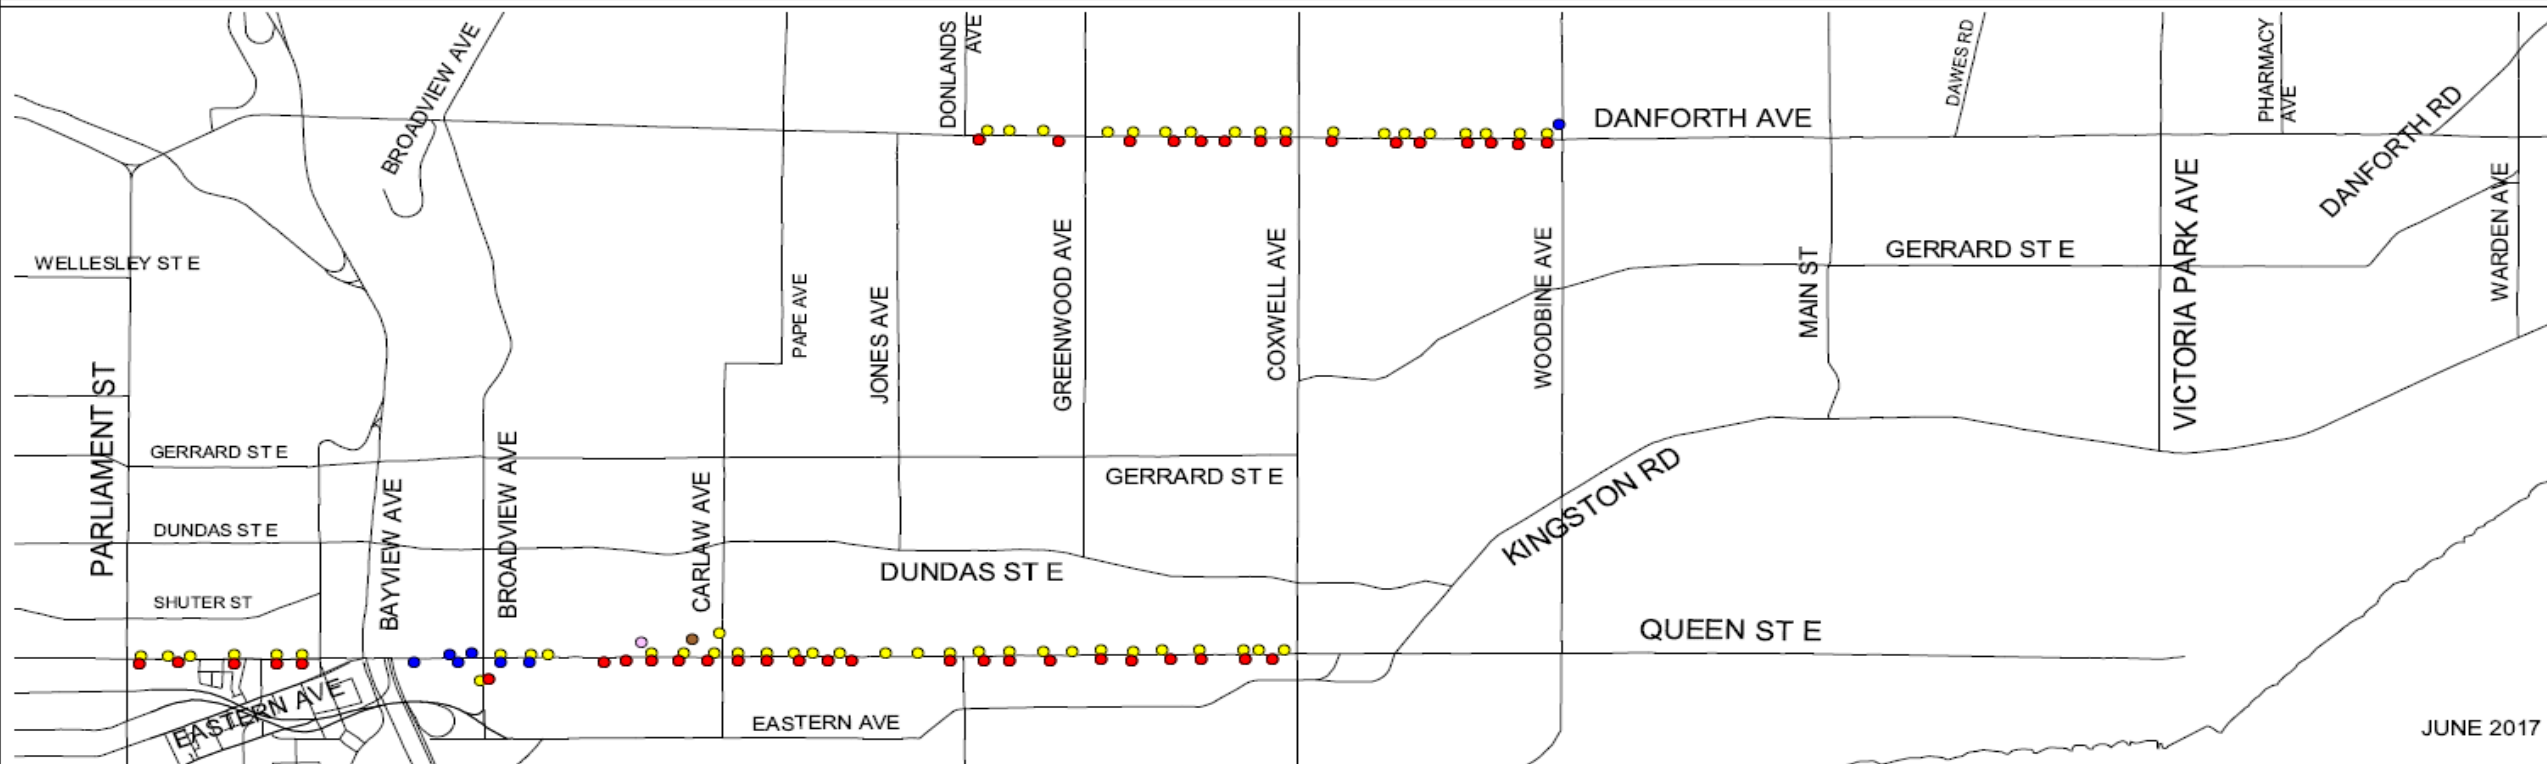 BROADVIEW AVE
DONLANDS
AVE
DAWES RD
PHARMACY
AVE
DANFORTH AVE
DANFORTH RD
WELLESLEY ST E
PAPE AVE
JONES AVE
GREENWOOD AVE
COXWELL AVE
WOODBINE AVE
MAIN ST
GERRARD ST E
VICTORIA PARK AVE
WARDEN AVE
PARLIAMENT ST
GERRARD ST E
BAYVIEW AVE
BROADVIEW AVE
CARLAW AVE
GERRARD ST E
KINGSTON RD
DUNDAS ST E
DUNDAS ST E
SHUTER ST
QUEEN ST E
EASTERN AVE
EASTERN AVE
JUNE 2017